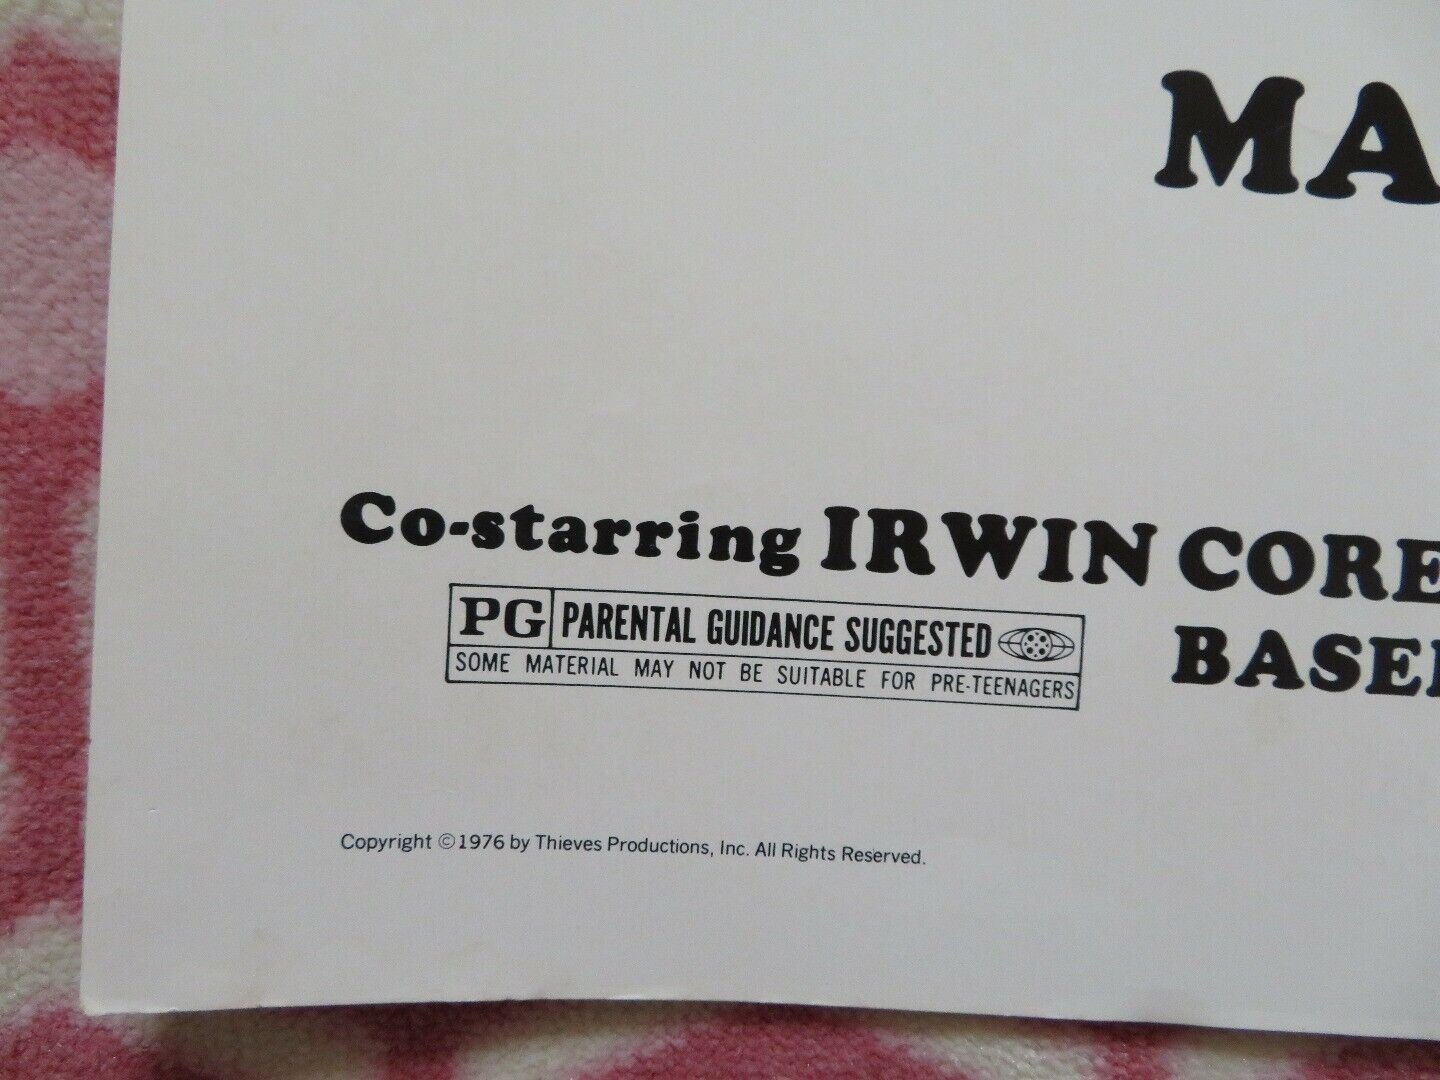 MA
Co-starring IRWIN CORE
PG PARENTAL GUIDANCE SUGGESTED
SOME MATERIAL MAY NOT BE SUITABLE FOR PRE-TEENAGERS
BASE
Copyright ©1976 by Thieves Productions, Inc. All Rights Reserved.